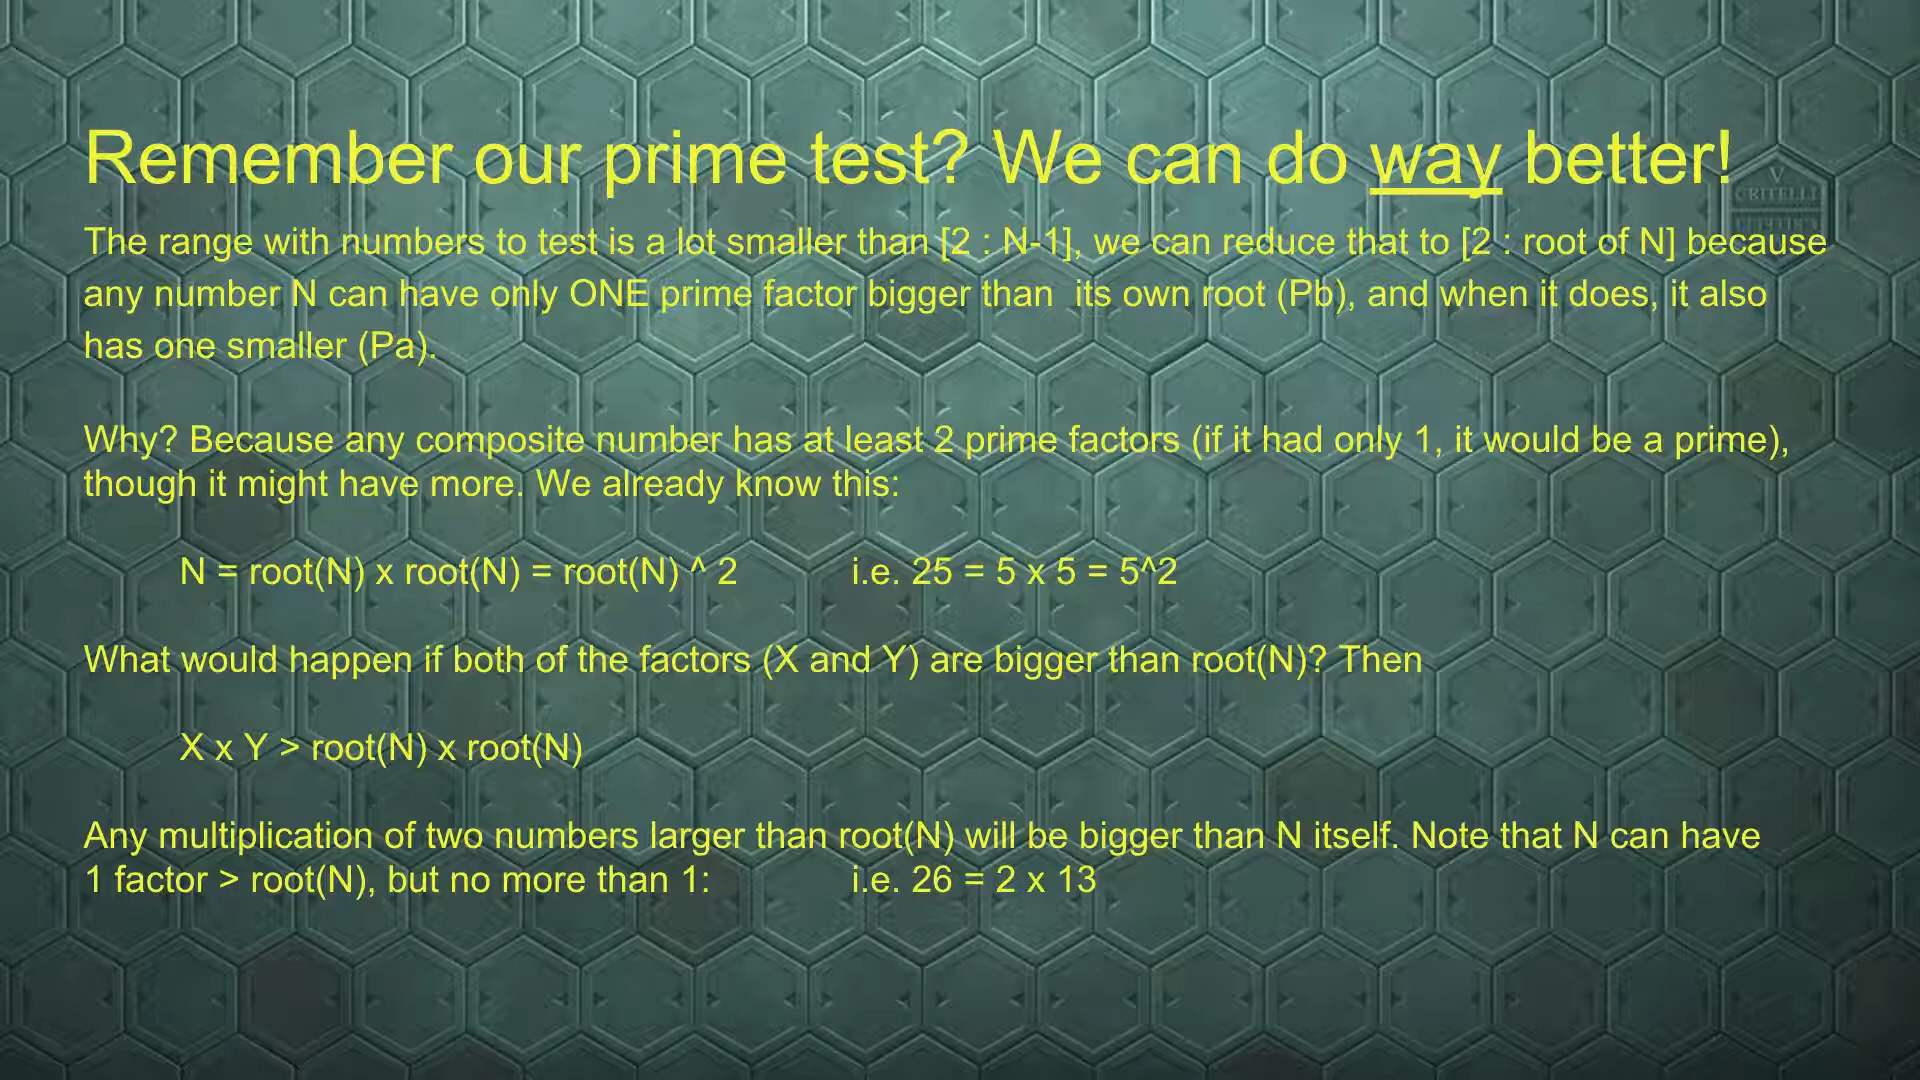 Remember our prime test? We can do way better!
V
CRITELLI
The range with numbers to test is a lot smaller than [2 : N-1], we can reduce that to [2 : root of N] because
any number N can have only ONE prime factor bigger than  its own root (Pb), and when it does, it also
has one smaller (Pa).
Why? Because any composite number has at least 2 prime factors (if it had only 1, it would be a prime),
though it might have more. We already know this:
N = root(N) x root(N) = root(N) ^ 2 i.e. 25 = 5 x 5 = 5^2
What would happen if both of the factors (X and Y) are bigger than root(N)? Then
X x Y > root(N) x root(N)
Any multiplication of two numbers larger than root(N) will be bigger than N itself. Note that N can have
1 factor > root(N), but no more than 1: i.e. 26 = 2 x 13